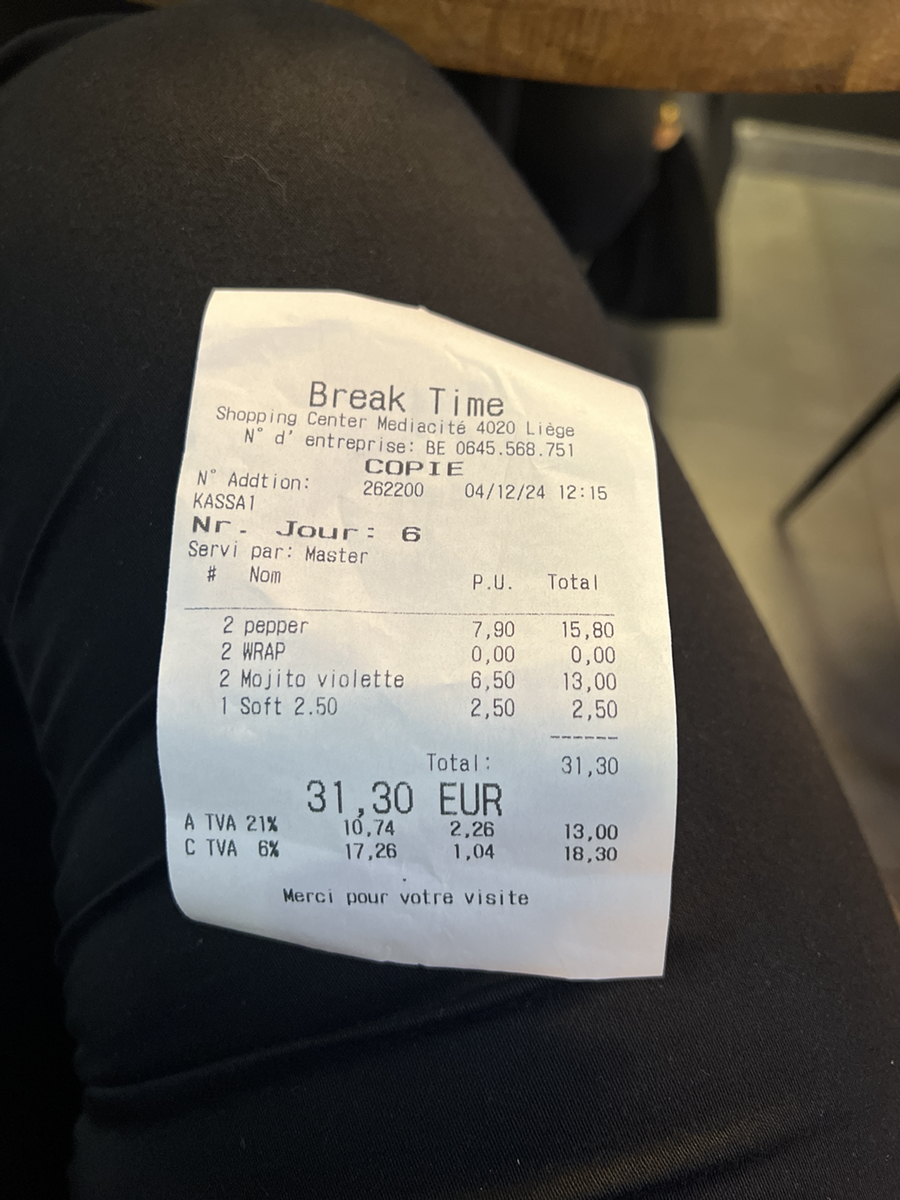 Break Time
Shopping Center Mediacité 4020 Liège
N° d' entreprise: BE 0645.568.751
COPIE
N° Addtion: 262200 04/12/24 12:15
KASSA1
Nr. Jour: 6
Servi par: Master
# Nom P.U. Total
2 pepper 7,90 15,80
2 WRAP 0,00 0,00
2 Mojito violette 6,50 13,00
1 Soft 2.50 2,50 2,50
------
Total: 31,30
31,30 EUR
A TVA 21% 10,74 2,26 13,00
C TVA 6% 17,26 1,04 18,30
Merci pour votre visite